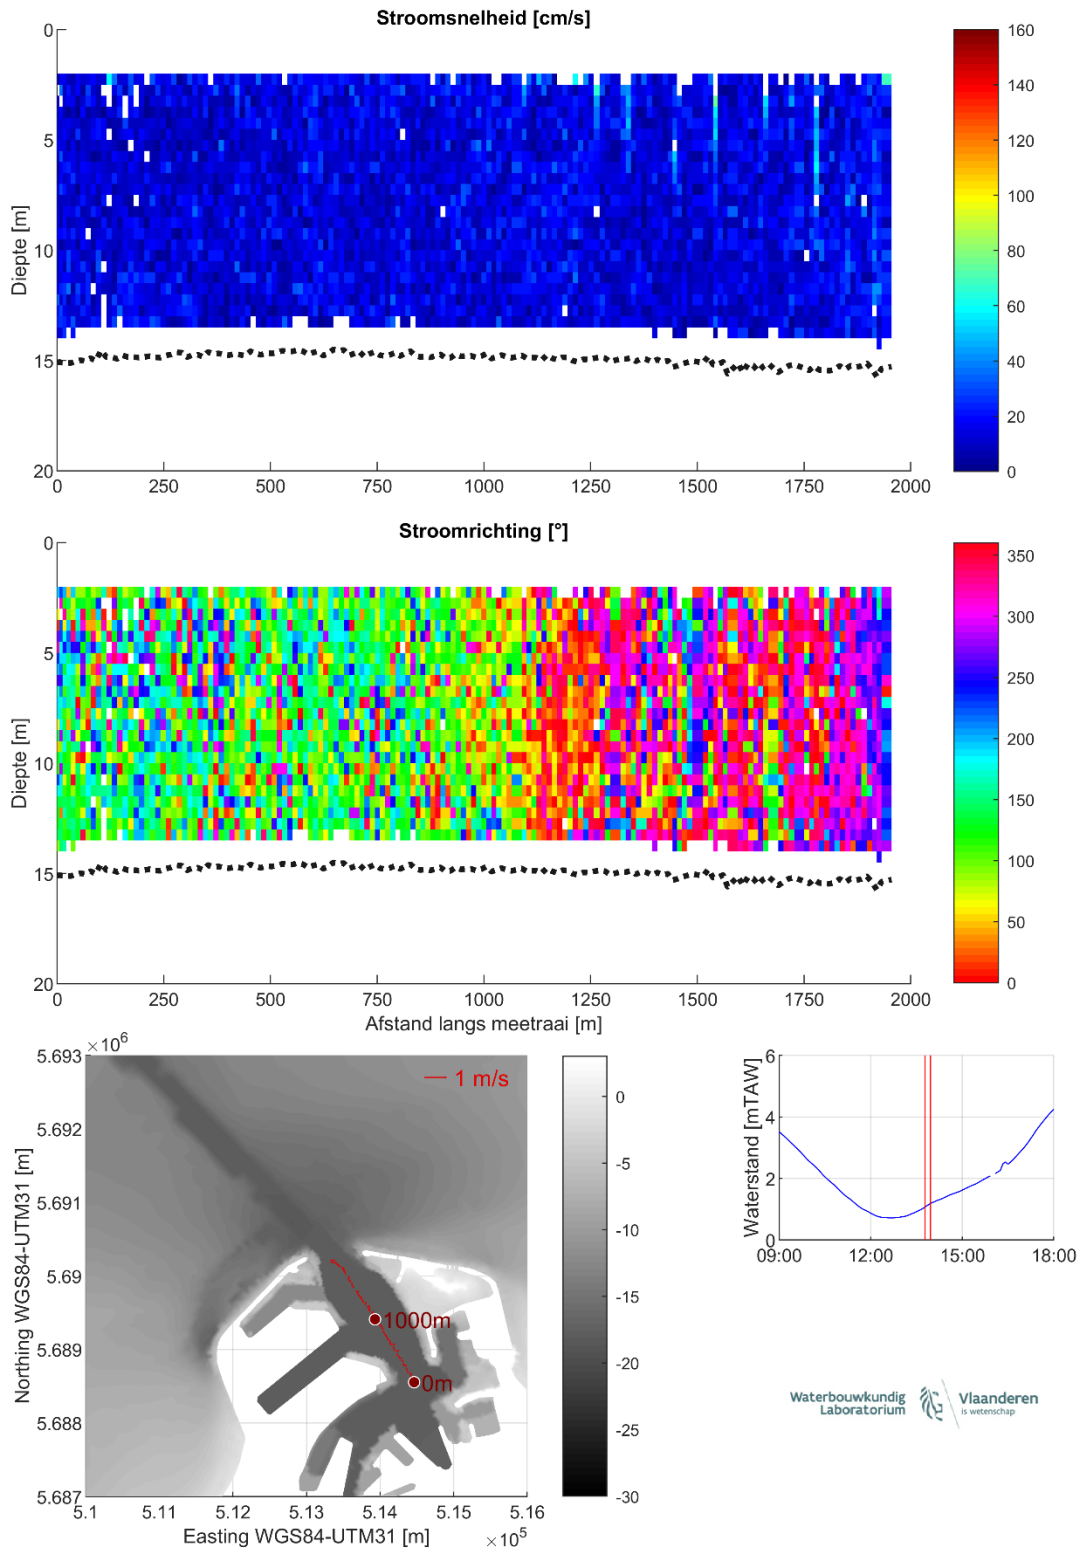 Stroomsnelheid [cm/s]
0
5
10
15
20
Diepte [m]
0 250 500 750 1000 1250 1500 1750 2000
160
140
120
100
80
60
40
20
0
Stroomrichting [°]
0
5
10
15
20
Diepte [m]
0 250 500 750 1000 1250 1500 1750 2000
Afstand langs meetraai [m]
350
300
250
200
150
100
50
0
×10⁶
5.693
5.692
5.691
5.69
5.689
5.688
5.687
Northing WGS84-UTM31 [m]
1 m/s
1000m
0m
5.1 5.12 5.13 5.14 5.15 5.16
Easting WGS84-UTM31 [m]
×10⁵
0
-5
-10
-15
-20
-25
-30
6
4
2
0
Waterstand [mTAW]
09:00 12:00 15:00 18:00
Waterbouwkundig
Laboratorium
Vlaanderen
is wetenschap